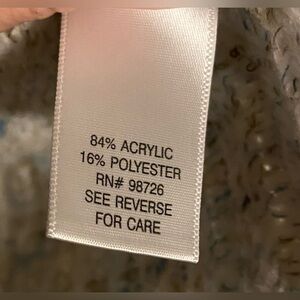 84% ACRYLIC
16% POLYESTER
RN# 98726
SEE REVERSE
FOR CARE